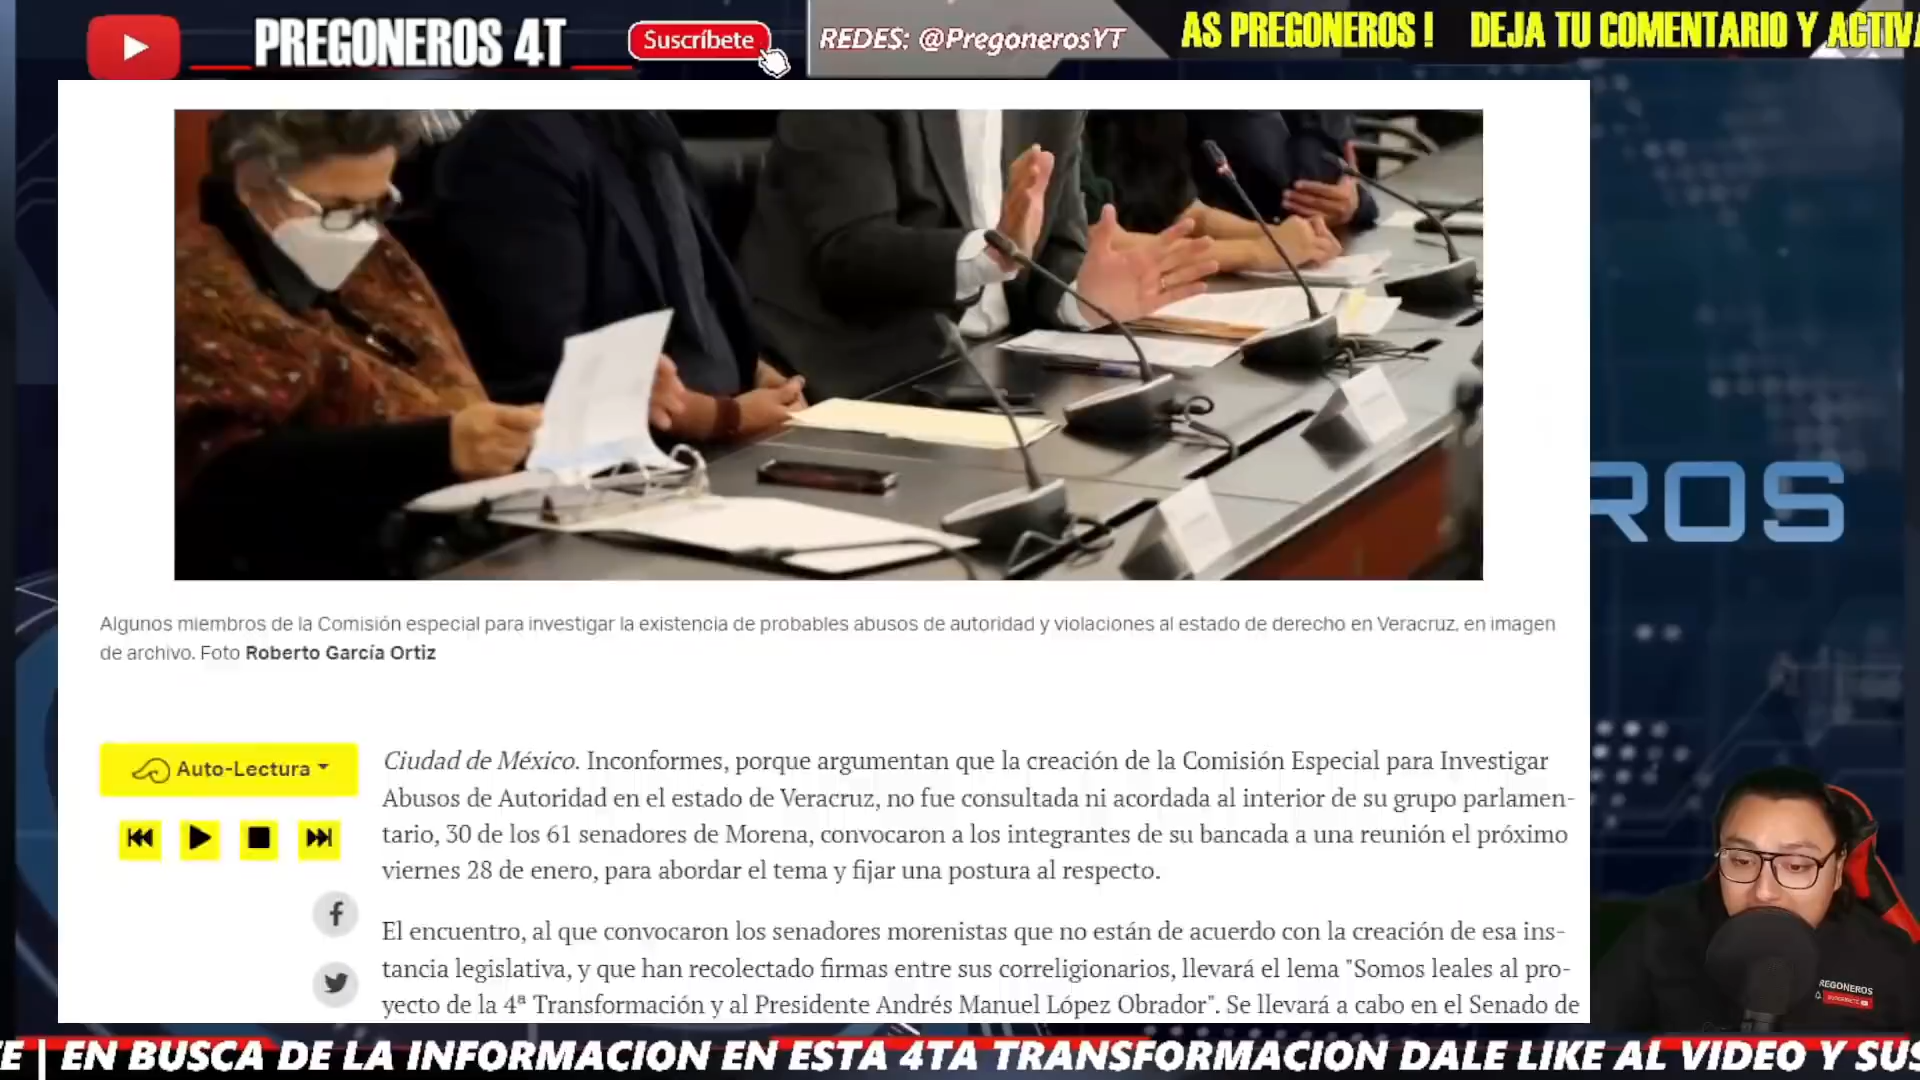 PREGONEROS 4T
Suscríbete
REDES: @PregonerosYT
AS PREGONEROS ! DEJA TU COMENTARIO Y ACTIVA
ROS
Algunos miembros de la Comisión especial para investigar la existencia de probables abusos de autoridad y violaciones al estado de derecho en Veracruz, en imagen
de archivo. Foto Roberto García Ortiz
Auto-Lectura
Ciudad de México. Inconformes, porque argumentan que la creación de la Comisión Especial para Investigar
Abusos de Autoridad en el estado de Veracruz, no fue consultada ni acordada al interior de su grupo parlamen-
tario, 30 de los 61 senadores de Morena, convocaron a los integrantes de su bancada a una reunión el próximo
viernes 28 de enero, para abordar el tema y fijar una postura al respecto.
El encuentro, al que convocaron los senadores morenistas que no están de acuerdo con la creación de esa ins-
tancia legislativa, y que han recolectado firmas entre sus correligionarios, llevará el lema "Somos leales al pro-
yecto de la 4ª Transformación y al Presidente Andrés Manuel López Obrador". Se llevará a cabo en el Senado de
REGONEROS
E | EN BUSCA DE LA INFORMACION EN ESTA 4TA TRANSFORMACION DALE LIKE AL VIDEO Y SUS